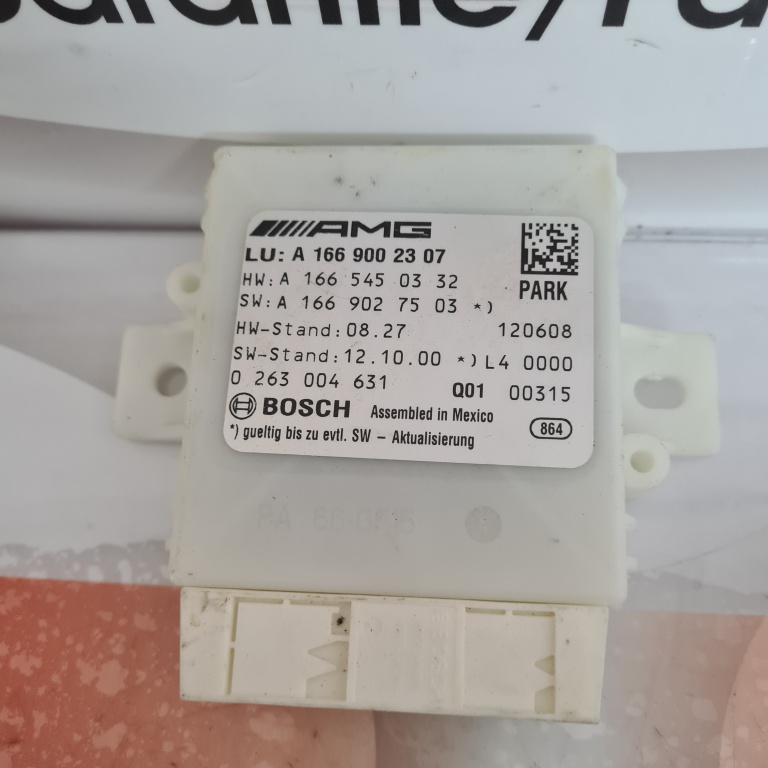 AMG
LU: A 166 900 23 07
HW: A 166 545 03 32
PARK
SW: A 166 902 75 03 *)
HW-Stand: 08.27 120608
SW-Stand: 12.10.00 *) L4 0000
0 263 004 631 Q01 00315
BOSCH Assembled in Mexico
*) gueltig bis zu evtl. SW - Aktualisierung
864